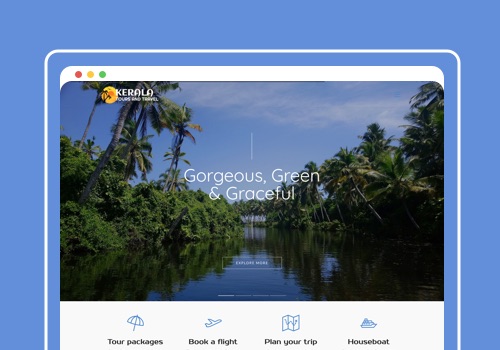 KERALA
TOURS AND TRAVEL
Gorgeous, Green
& Graceful
EXPLORE MORE
Tour packages
Book a flight
Plan your trip
Houseboat